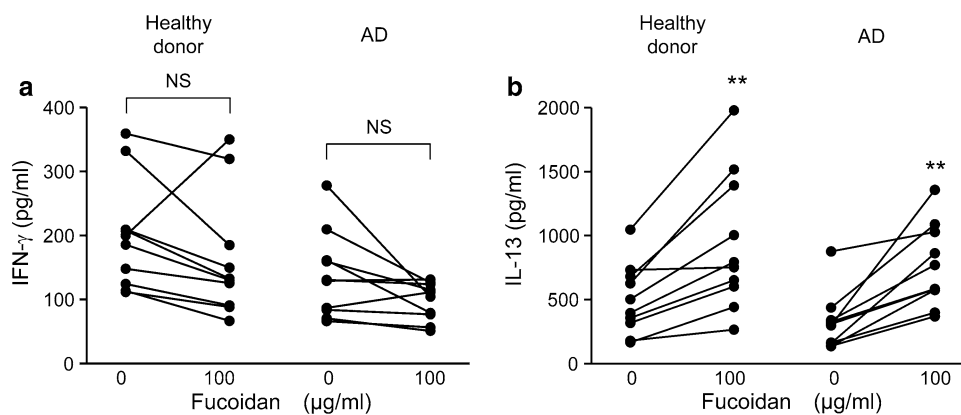 Healthy donor
AD
a
NS
NS
400
300
200
100
0
IFN-γ (pg/ml)
0 100 0 100
Fucoidan (µg/ml)
Healthy donor
AD
b
**
**
2000
1500
1000
500
0
IL-13 (pg/ml)
0 100 0 100
Fucoidan (µg/ml)